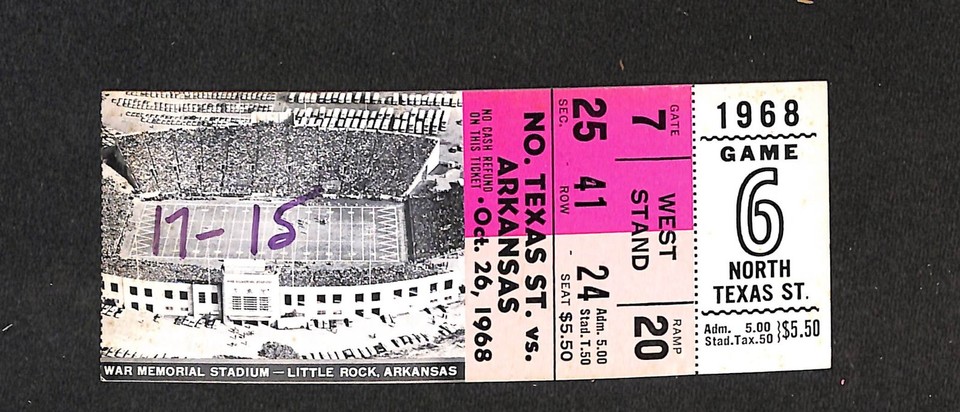 17-15
WAR MEMORIAL STADIUM — LITTLE ROCK, ARKANSAS
NO CASH REFUND
ON THIS TICKET
NO. TEXAS ST. vs.
ARKANSAS
• Oct. 26, 1968
25 41 24
SEC. ROW SEAT
Adm. 5.00
Stad.T.50
$5.50
GATE
7
WEST
STAND
RAMP
20
1968
GAME
6
NORTH
TEXAS ST.
Adm. 5.00
Stad.Tax.50 } $5.50